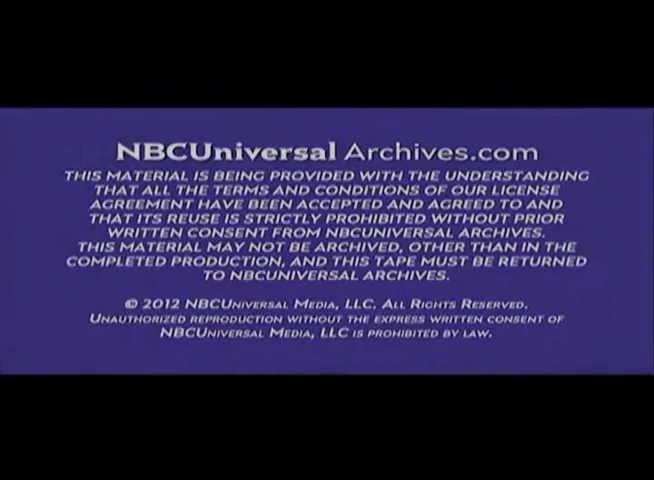 NBCUniversal Archives.com
THIS MATERIAL IS BEING PROVIDED WITH THE UNDERSTANDING
THAT ALL THE TERMS AND CONDITIONS OF OUR LICENSE
AGREEMENT HAVE BEEN ACCEPTED AND AGREED TO AND
THAT ITS REUSE IS STRICTLY PROHIBITED WITHOUT PRIOR
WRITTEN CONSENT FROM NBCUNIVERSAL ARCHIVES.
THIS MATERIAL MAY NOT BE ARCHIVED, OTHER THAN IN THE
COMPLETED PRODUCTION, AND THIS TAPE MUST BE RETURNED
TO NBCUNIVERSAL ARCHIVES.
© 2012 NBCUniversal Media, LLC. All Rights Reserved.
Unauthorized reproduction without the express written consent of
NBCUniversal Media, LLC is prohibited by law.